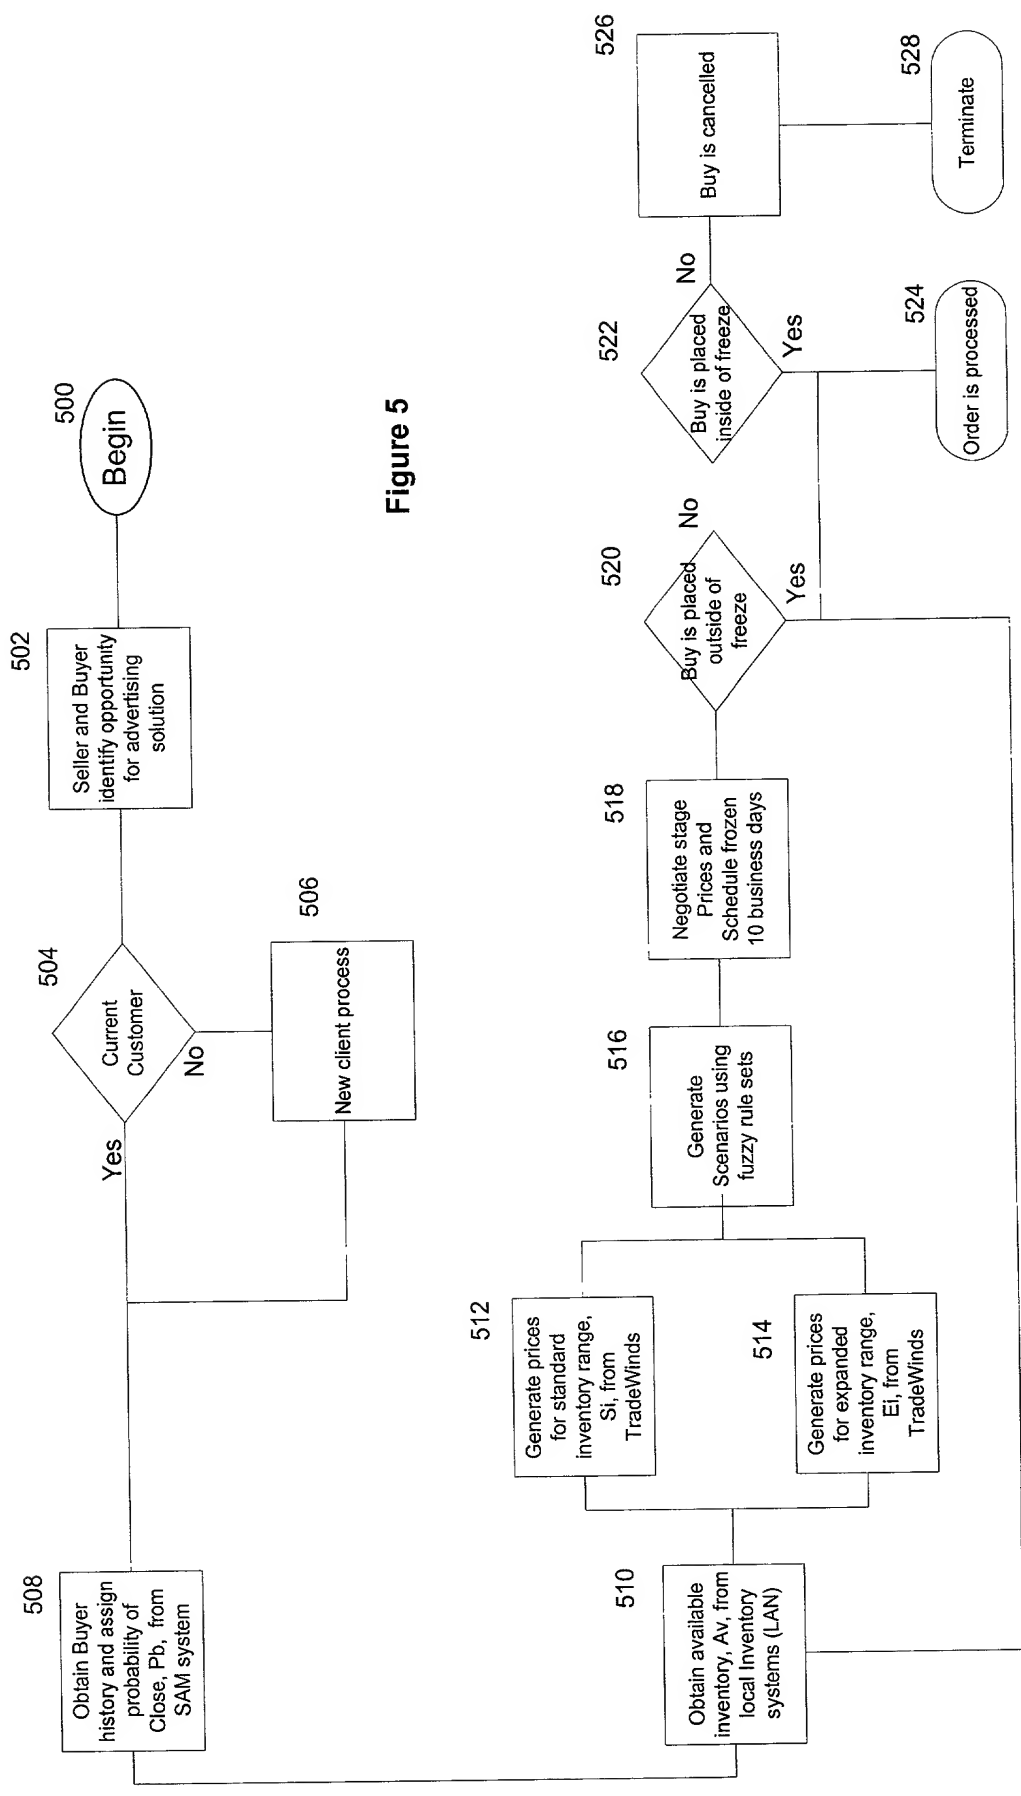 500
Begin
502
Seller and Buyer
identify opportunity
for advertising
solution
504
Current
Customer
Yes
No
506
New client process
508
Obtain Buyer
history and assign
probability of
Close, Pb, from
SAM system
Figure 5
510
Obtain available
inventory, Av, from
local Inventory
systems (LAN)
512
Generate prices
for standard
inventory range,
Si, from
TradeWinds
514
Generate prices
for expanded
inventory range,
Ei, from
TradeWinds
516
Generate
Scenarios using
fuzzy rule sets
518
Negotiate stage
Prices and
Schedule frozen
10 business days
520
Buy is placed
outside of
freeze
No
Yes
522
Buy is placed
inside of freeze
No
Yes
524
Order is processed
526
Buy is cancelled
528
Terminate